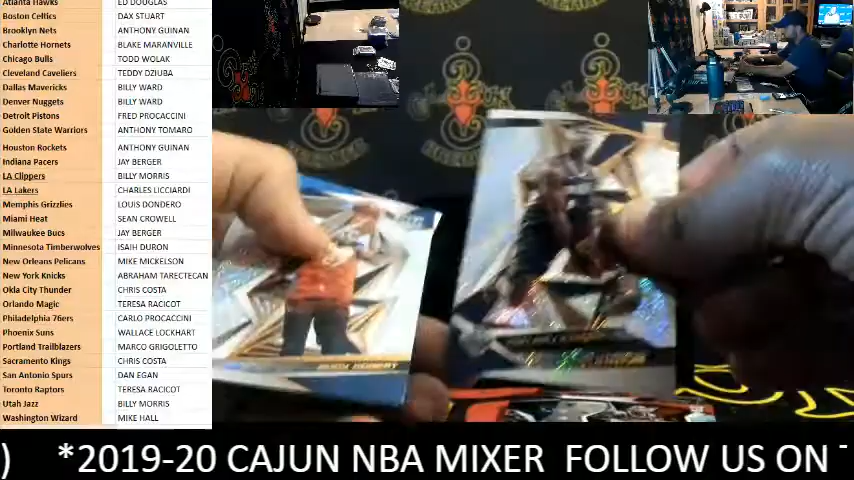 Atlanta Hawks ED DOUGLAS
Boston Celtics DAX STUART
Brooklyn Nets ANTHONY GUINAN
Charlotte Hornets BLAKE MARANVILLE
Chicago Bulls TODD WOLAK
Cleveland Cavaliers TEDDY DZIUBA
Dallas Mavericks BILLY WARD
Denver Nuggets BILLY WARD
Detroit Pistons FRED PROCACCINI
Golden State Warriors ANTHONY TOMARO
Houston Rockets ANTHONY GUINAN
Indiana Pacers JAY BERGER
LA Clippers BILLY MORRIS
LA Lakers CHARLES LICCIARDI
Memphis Grizzlies LOUIS DONDERO
Miami Heat SEAN CROWELL
Milwaukee Bucs JAY BERGER
Minnesota Timberwolves ISAIH DURON
New Orleans Pelicans MIKE MICKELSON
New York Knicks ABRAHAM TARECTECAN
Okla City Thunder CHRIS COSTA
Orlando Magic TERESA RACICOT
Philadelphia 76ers CARLO PROCACCINI
Phoenix Suns WALLACE LOCKHART
Portland Trailblazers MARCO GRIGOLETTO
Sacramento Kings CHRIS COSTA
San Antonio Spurs DAN EGAN
Toronto Raptors TERESA RACICOT
Utah Jazz BILLY MORRIS
Washington Wizard MIKE HALL
) *2019-20 CAJUN NBA MIXER FOLLOW US ON